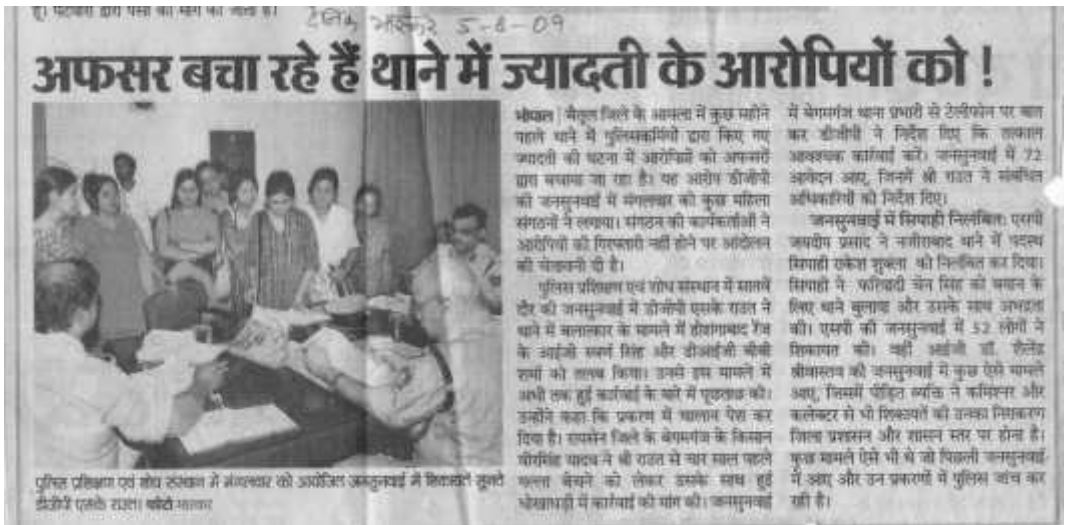 है। पटवारी द्वारा पैसों की मांग की जाती है।
दैनिक भास्कर 5-8-09
अफसर बचा रहे हैं थाने में ज्यादती के आरोपियों को !
भोपाल। बैतूल जिले के आमला में कुछ महीने
पहले थाने में पुलिसकर्मियों द्वारा किए गए
ज्यादती की घटना में आरोपियों को अफसरों
द्वारा बचाया जा रहा है। यह आरोप डीजीपी
की जनसुनवाई में मंगलवार को कुछ महिला
संगठनों ने लगाया। संगठन की कार्यकर्ताओं ने
आरोपियों की गिरफ्तारी नहीं होने पर आंदोलन
की चेतावनी दी है।
पुलिस प्रशिक्षण एवं शोध संस्थान में सातवें
दौर की जनसुनवाई में डीजीपी एसके राउत ने
थाने में बलात्कार के मामले में होशंगाबाद रेंज
के आईजी स्वर्ण सिंह और डीआईजी बीबी
शर्मा को तलब किया। उनसे इस मामले में
अभी तक हुई कार्रवाई के बारे में पूछताछ की।
उन्होंने कहा कि प्रकरण में चालान पेश कर
दिया है। रायसेन जिले के बेगमगंज के किसान
वीरसिंह यादव ने श्री राउत से चार साल पहले
गल्ला बेचने को लेकर उसके साथ हुई
धोखाधड़ी में कार्रवाई की मांग की। जनसुनवाई
में बेगमगंज थाना प्रभारी से टेलीफोन पर बात
कर डीजीपी ने निर्देश दिए कि तत्काल
आवश्यक कार्रवाई करें। जनसुनवाई में 72
आवेदन आए, जिनमें श्री राउत ने संबंधित
अधिकारियों को निर्देश दिए।
जनसुनवाई में सिपाही निलंबित: एसपी
जयदीप प्रसाद ने नजीराबाद थाने में पदस्थ
सिपाही राकेश शुक्ला को निलंबित कर दिया।
सिपाही ने फरियादी चैन सिंह को बयान के
लिए थाने बुलाया और उसके साथ अभद्रता
की। एसपी की जनसुनवाई में 52 लोगों ने
शिकायत की। वहीं आईजी डॉ. शैलेंद्र
श्रीवास्तव की जनसुनवाई में कुछ ऐसे मामले
आए, जिसमें पीड़ित व्यक्ति ने कमिश्नर और
कलेक्टर से भी शिकायतें की उनका निराकरण
जिला प्रशासन और शासन स्तर पर होना है।
कुछ मामले ऐसे भी थे जो पिछली जनसुनवाई
में आए और उन प्रकरणों में पुलिस जांच कर
रही है।
पुलिस प्रशिक्षण एवं शोध संस्थान में मंगलवार को आयोजित जनसुनवाई में शिकायतें सुनते
डीजीपी एसके राउत। फोटो भास्कर